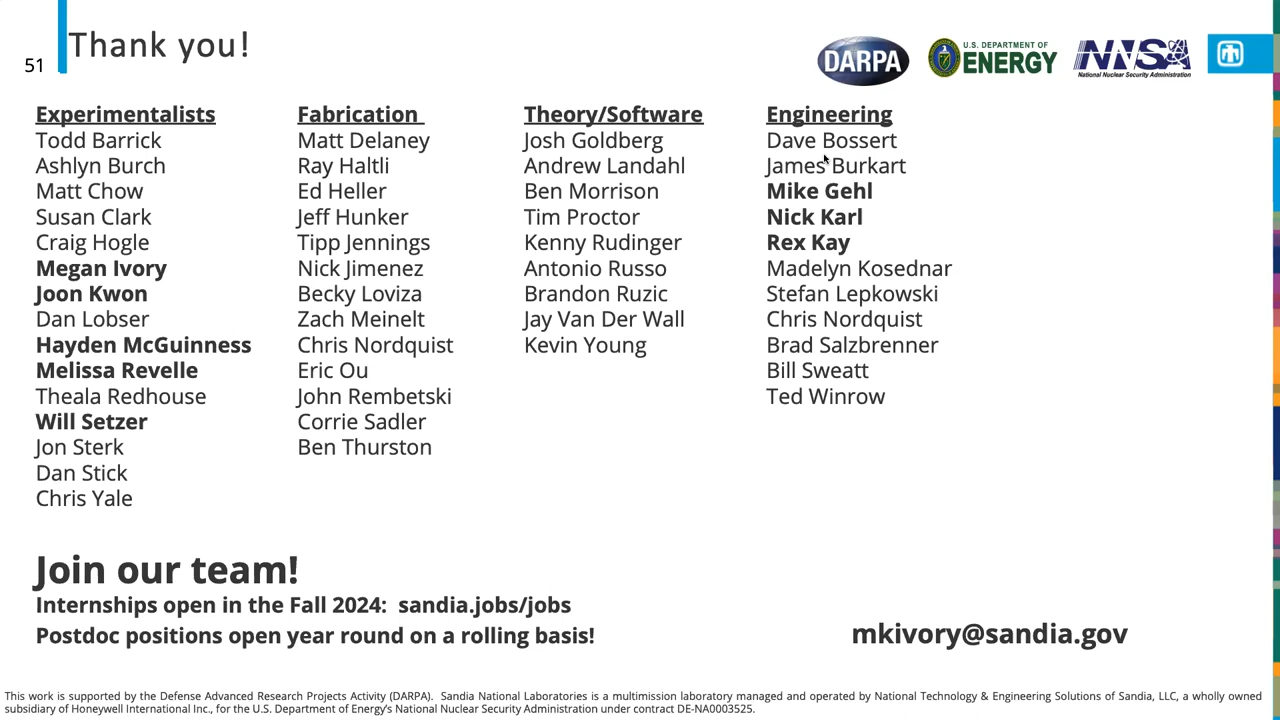 Thank you!
51
DARPA
U.S. DEPARTMENT OF
ENERGY
NNSA
National Nuclear Security Administration
Experimentalists
Todd Barrick
Ashlyn Burch
Matt Chow
Susan Clark
Craig Hogle
Megan Ivory
Joon Kwon
Dan Lobser
Hayden McGuinness
Melissa Revelle
Theala Redhouse
Will Setzer
Jon Sterk
Dan Stick
Chris Yale
Fabrication
Matt Delaney
Ray Haltli
Ed Heller
Jeff Hunker
Tipp Jennings
Nick Jimenez
Becky Loviza
Zach Meinelt
Chris Nordquist
Eric Ou
John Rembetski
Corrie Sadler
Ben Thurston
Theory/Software
Josh Goldberg
Andrew Landahl
Ben Morrison
Tim Proctor
Kenny Rudinger
Antonio Russo
Brandon Ruzic
Jay Van Der Wall
Kevin Young
Engineering
Dave Bossert
James Burkart
Mike Gehl
Nick Karl
Rex Kay
Madelyn Kosednar
Stefan Lepkowski
Chris Nordquist
Brad Salzbrenner
Bill Sweatt
Ted Winrow
Join our team!
Internships open in the Fall 2024:  sandia.jobs/jobs
Postdoc positions open year round on a rolling basis!
mkivory@sandia.gov
This work is supported by the Defense Advanced Research Projects Activity (DARPA).  Sandia National Laboratories is a multimission laboratory managed and operated by National Technology & Engineering Solutions of Sandia, LLC, a wholly owned
subsidiary of Honeywell International Inc., for the U.S. Department of Energy's National Nuclear Security Administration under contract DE-NA0003525.